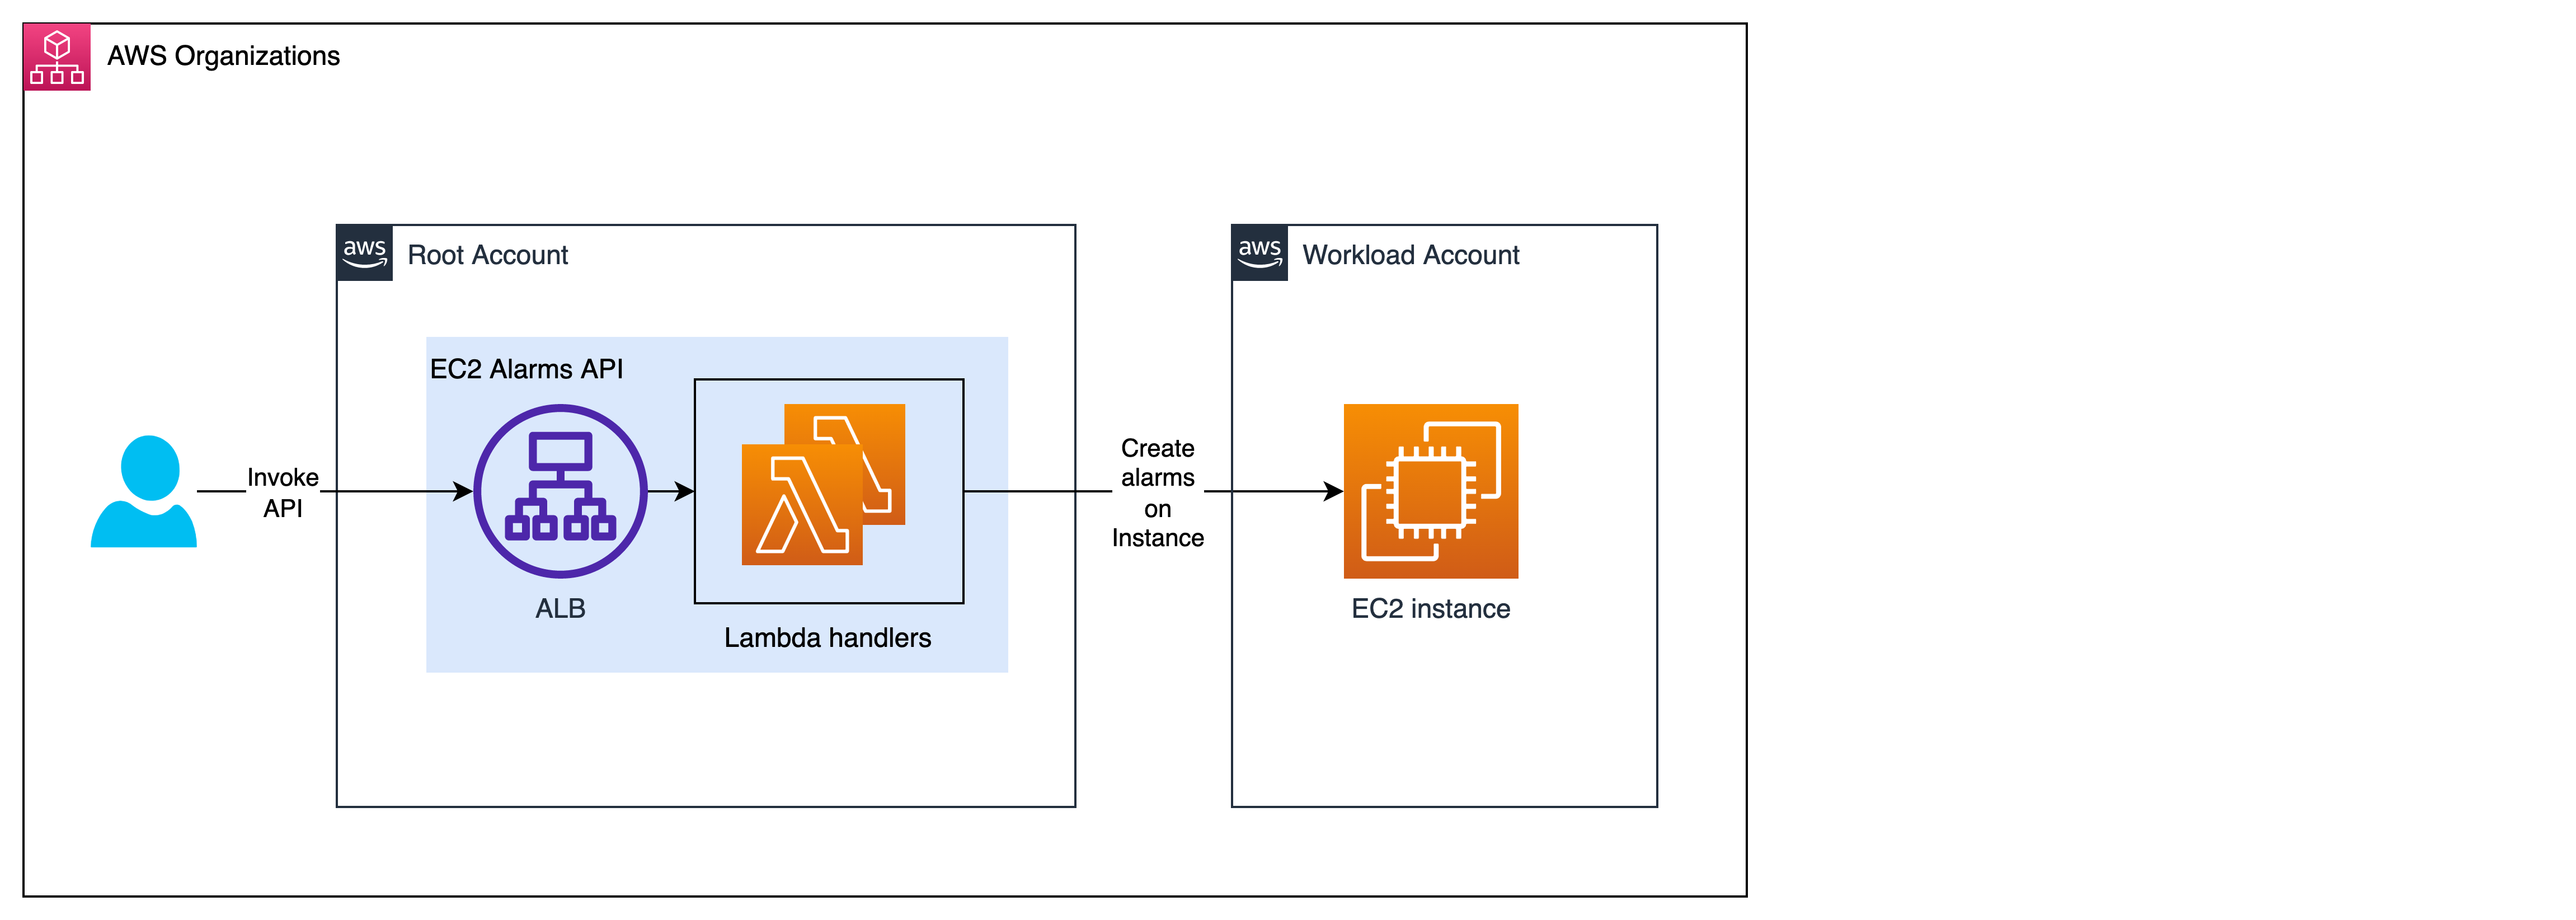 AWS Organizations
aws
Root Account
aws
Workload Account
EC2 Alarms API
Invoke
API
ALB
Lambda handlers
Create
alarms
on
Instance
EC2 instance